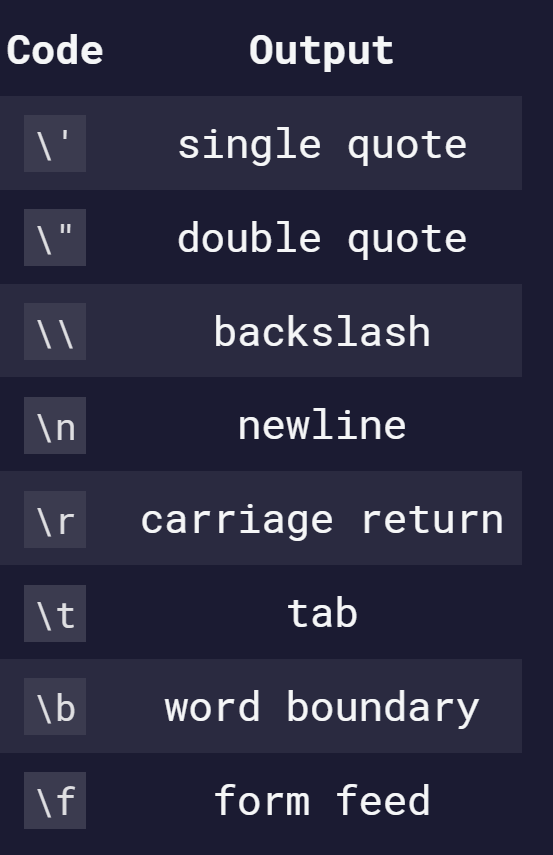 Code Output
\' single quote
\" double quote
\\ backslash
\n newline
\r carriage return
\t tab
\b word boundary
\f form feed